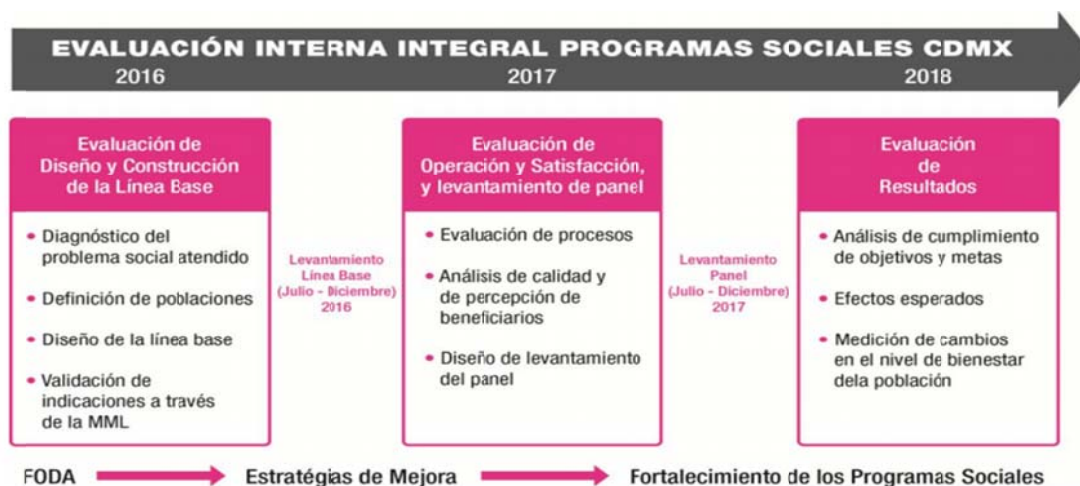 EVALUACIÓN INTERNA INTEGRAL PROGRAMAS SOCIALES CDMX
2016
2017
2018
Evaluación de
Diseño y Construcción
de la Línea Base
• Diagnóstico del
problema social atendido
• Definición de poblaciones
• Diseño de la línea base
• Validación de
indicaciones a través
de la MML
Levantamiento
Línea Base
(Julio - Diciembre)
2016
Evaluación de
Operación y Satisfacción,
y levantamiento de panel
• Evaluación de procesos
• Análisis de calidad y
de percepción de
beneficiarios
• Diseño de levantamiento
del panel
Levantamiento
Panel
(Julio - Diciembre)
2017
Evaluación
de
Resultados
• Análisis de cumplimiento
de objetivos y metas
• Efectos esperados
• Medición de cambios
en el nivel de bienestar
dela población
FODA
Estratégias de Mejora
Fortalecimiento de los Programas Sociales